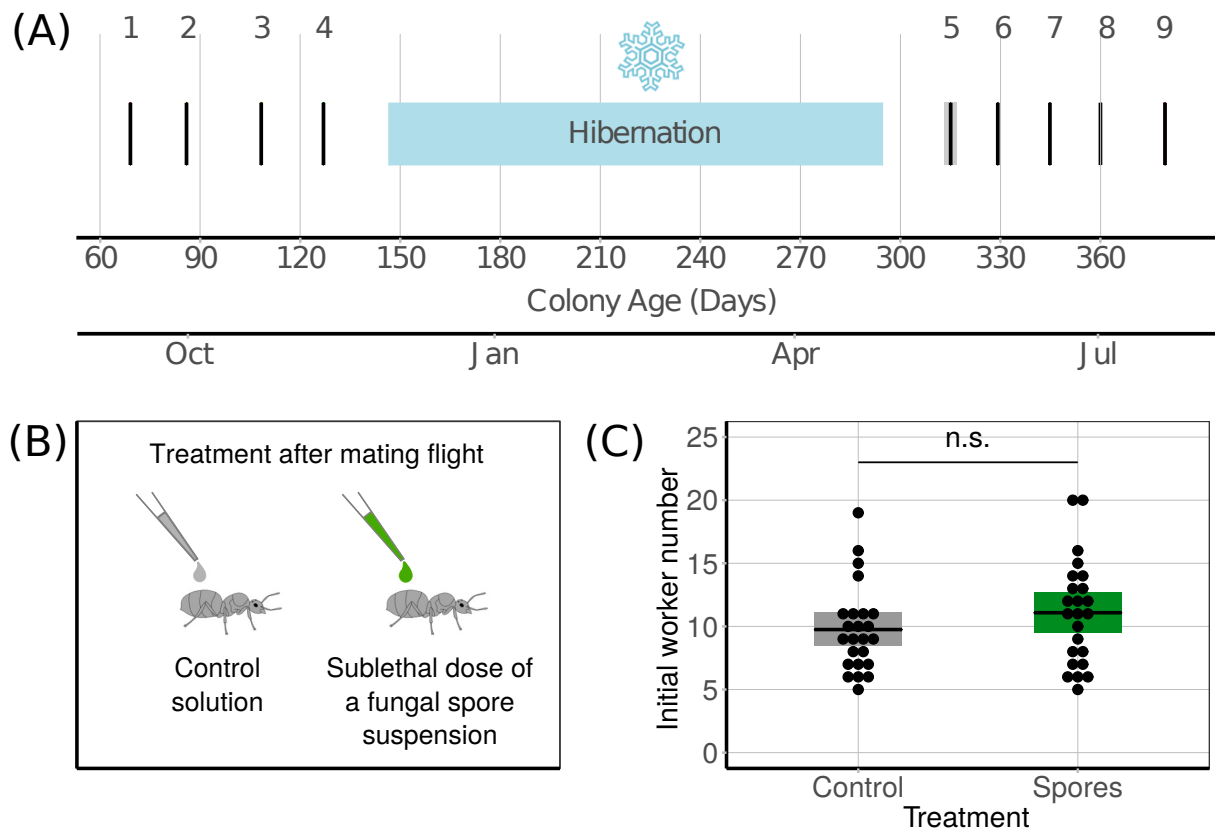 (A)
1 2 3 4 5 6 7 8 9
Hibernation
60 90 120 150 180 210 240 270 300 330 360
Colony Age (Days)
Oct Jan Apr Jul
(B)
Treatment after mating flight
Control
solution
Sublethal dose of
a fungal spore
suspension
(C)
n.s.
25
20
15
10
5
0
Initial worker number
Control Spores
Treatment